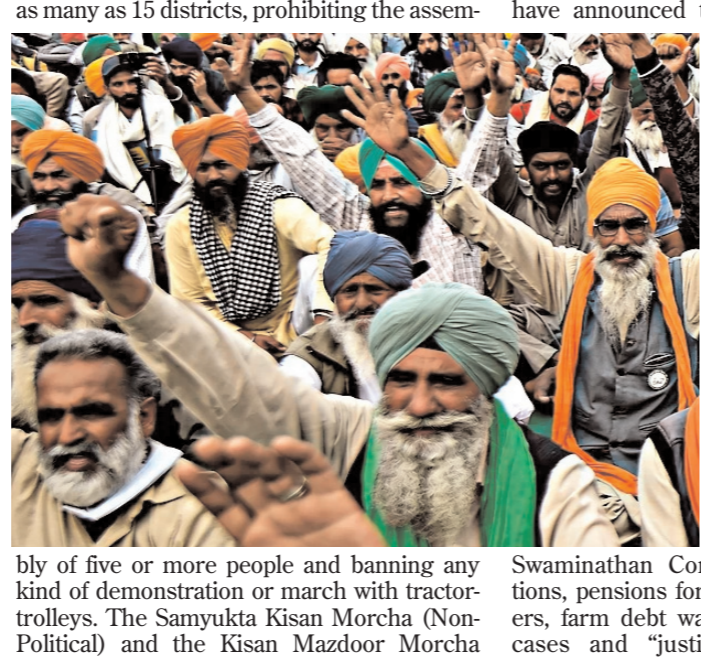 as many as 15 districts, prohibiting the assem-
bly of five or more people and banning any
kind of demonstration or march with tractor-
trolleys. The Samyukta Kisan Morcha (Non-
Political) and the Kisan Mazdoor Morcha
have announced
Swaminathan
tions, pensions
ers, farm debt
cases and “justi